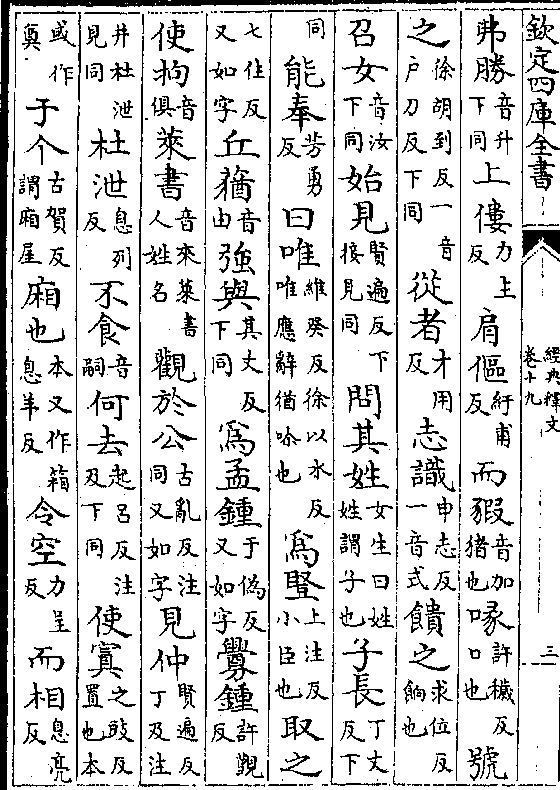 欽定四庫全書
經典釋文
卷十九
三
弗勝音升下同上僂力主反肩傴紆甫反而豭音加猪也喙許穢反口也號
之徐胡到反一音户刀反下同從者才用反志識申志反一音式饋之求位反餉也
召女音汝下同始見賢遍反下接見同問其姓女生曰姓姓謂子也子長丁丈反下
同能奉芳勇反曰唯維癸反徐以水反唯應辭猶咏也爲豎上注反小臣也取之
七住反又如字丘蕕音由強與其丈反下同爲孟鍾于偽反又如字釁鍾許覲反
使拘音俱萊書音來萊書人姓名觀於公古亂反注同又如字見仲賢遍反丁及注
井杜泄見同杜泄息列反不食音嗣何去起呂反注及下同使寘之豉反置也本
或作奠于个古賀反謂廂屋廂也本又作箱息羊反令空力呈反而相息亮反